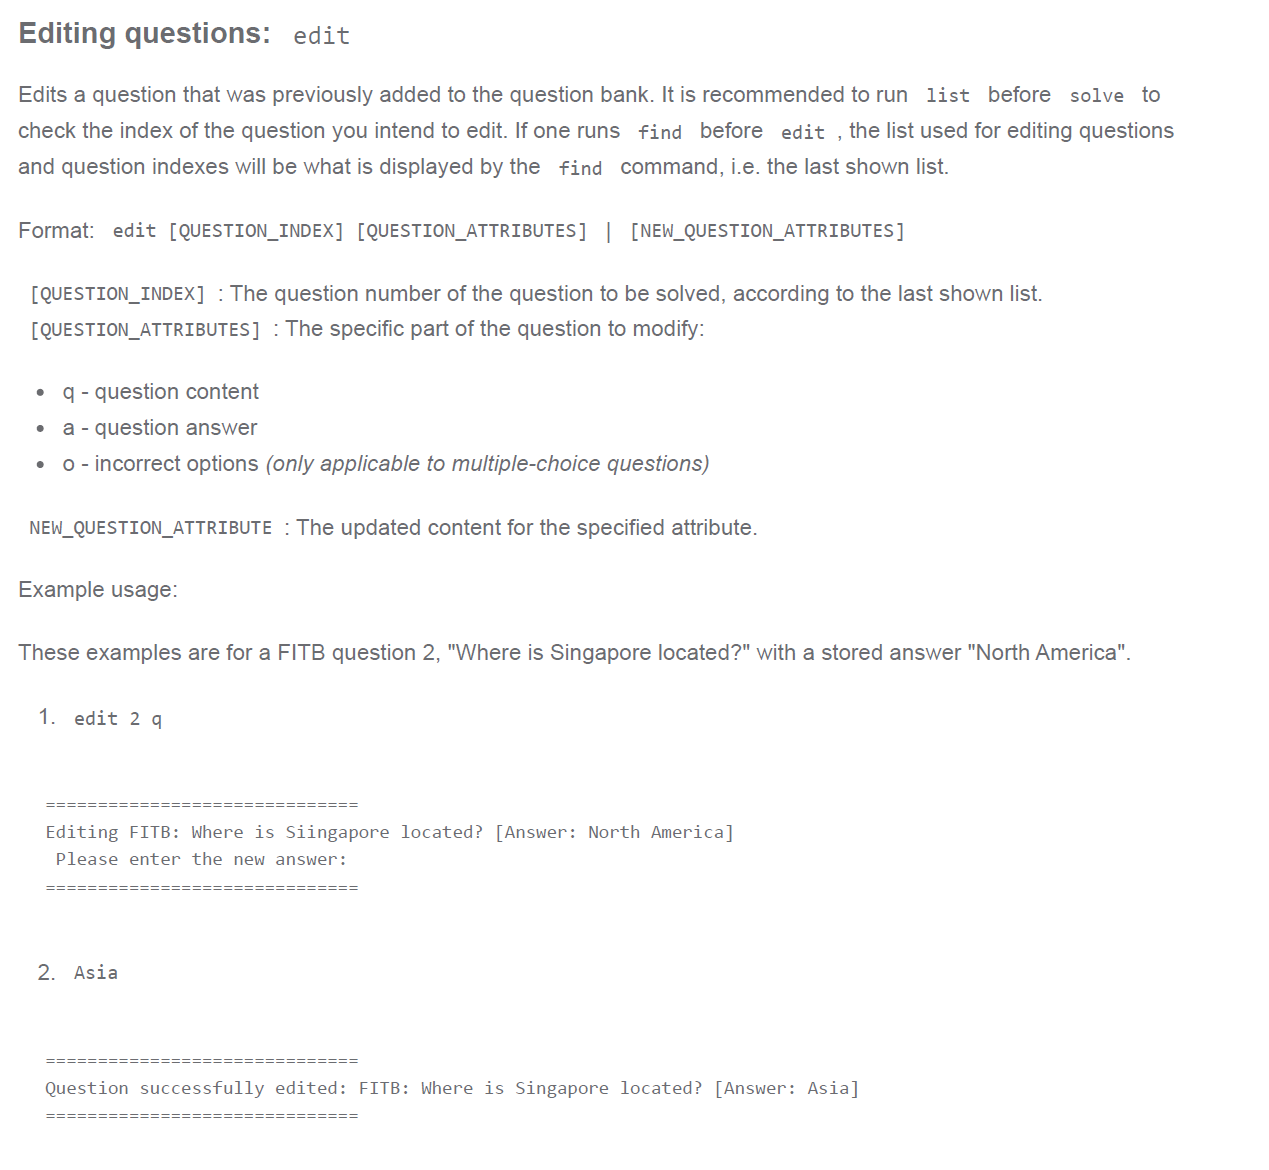 Editing questions: edit
Edits a question that was previously added to the question bank. It is recommended to run list before solve to
check the index of the question you intend to edit. If one runs find before edit , the list used for editing questions
and question indexes will be what is displayed by the find command, i.e. the last shown list.
Format: edit [QUESTION_INDEX] [QUESTION_ATTRIBUTES] | [NEW_QUESTION_ATTRIBUTES]
[QUESTION_INDEX] : The question number of the question to be solved, according to the last shown list.
[QUESTION_ATTRIBUTES] : The specific part of the question to modify:
• q - question content
• a - question answer
• o - incorrect options (only applicable to multiple-choice questions)
NEW_QUESTION_ATTRIBUTE : The updated content for the specified attribute.
Example usage:
These examples are for a FITB question 2, "Where is Singapore located?" with a stored answer "North America".
1. edit 2 q
==============================
Editing FITB: Where is Siingapore located? [Answer: North America]
Please enter the new answer:
==============================
2. Asia
==============================
Question successfully edited: FITB: Where is Singapore located? [Answer: Asia]
==============================